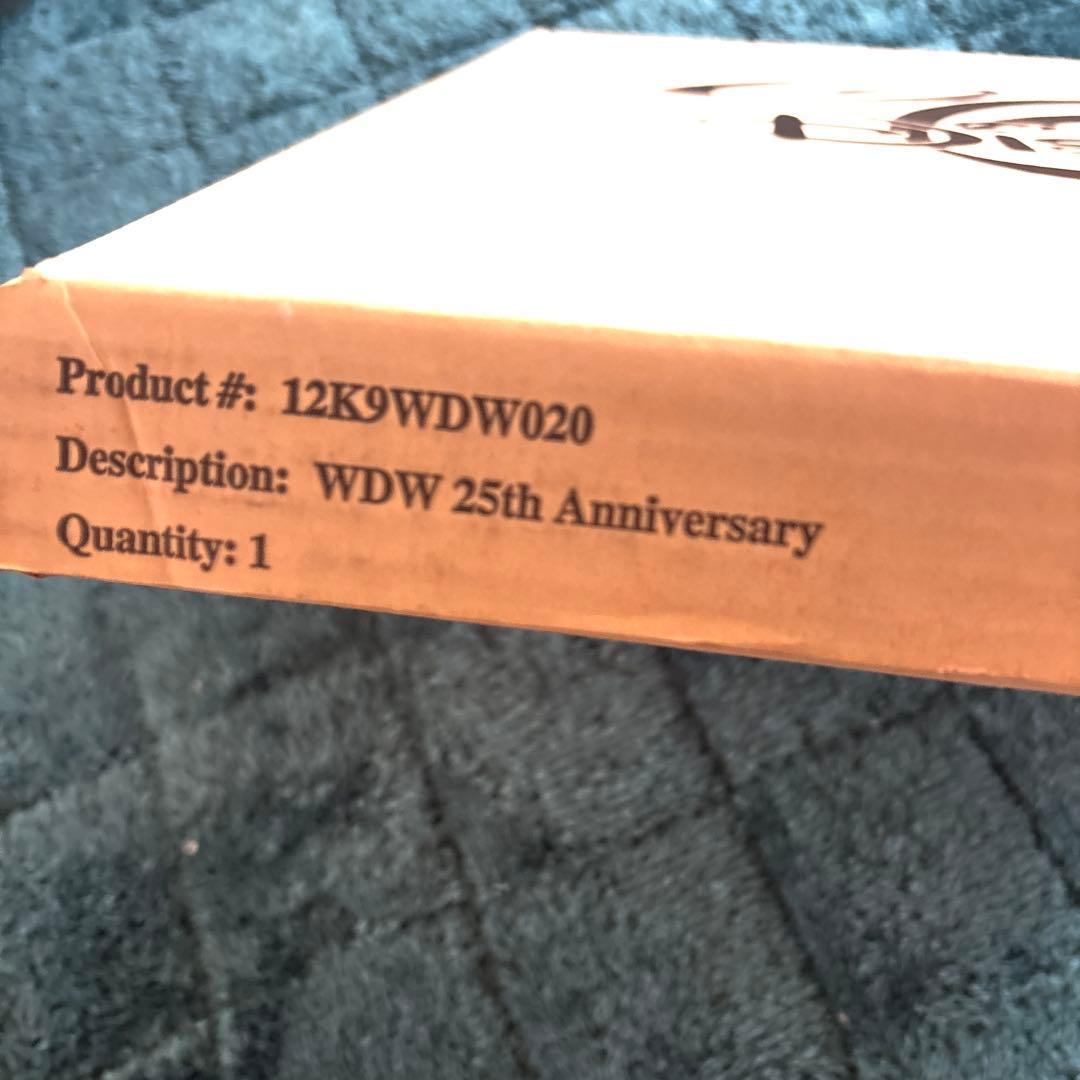 Product #: 12K9WDW020
Description: WDW 25th Anniversary
Quantity: 1